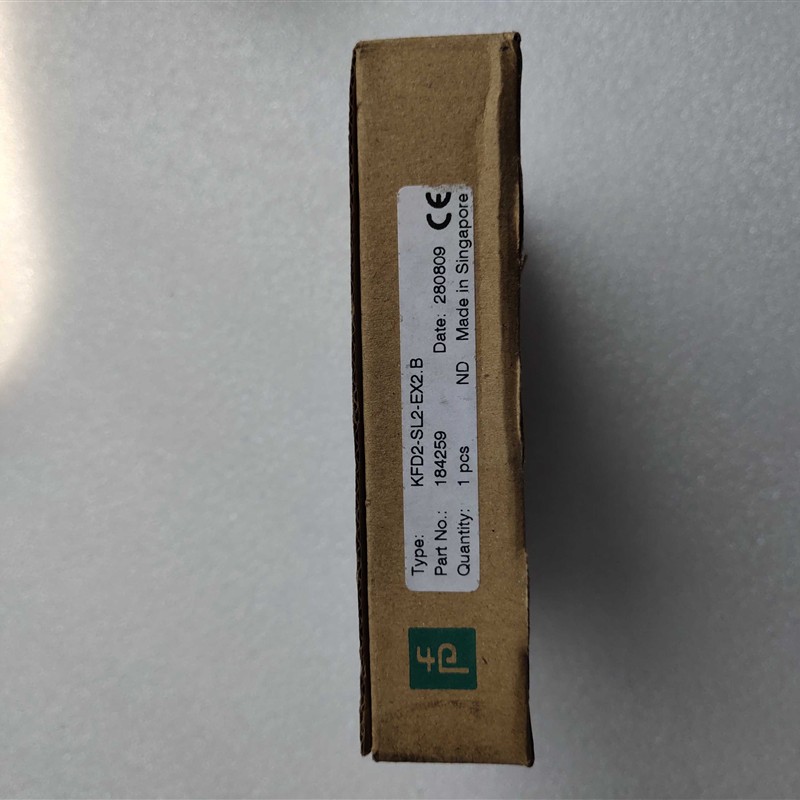 Type: KFD2-SL2-EX2.B
Part No.: 184259 Date: 280809 CE
Quantity: 1 pcs ND Made in Singapore